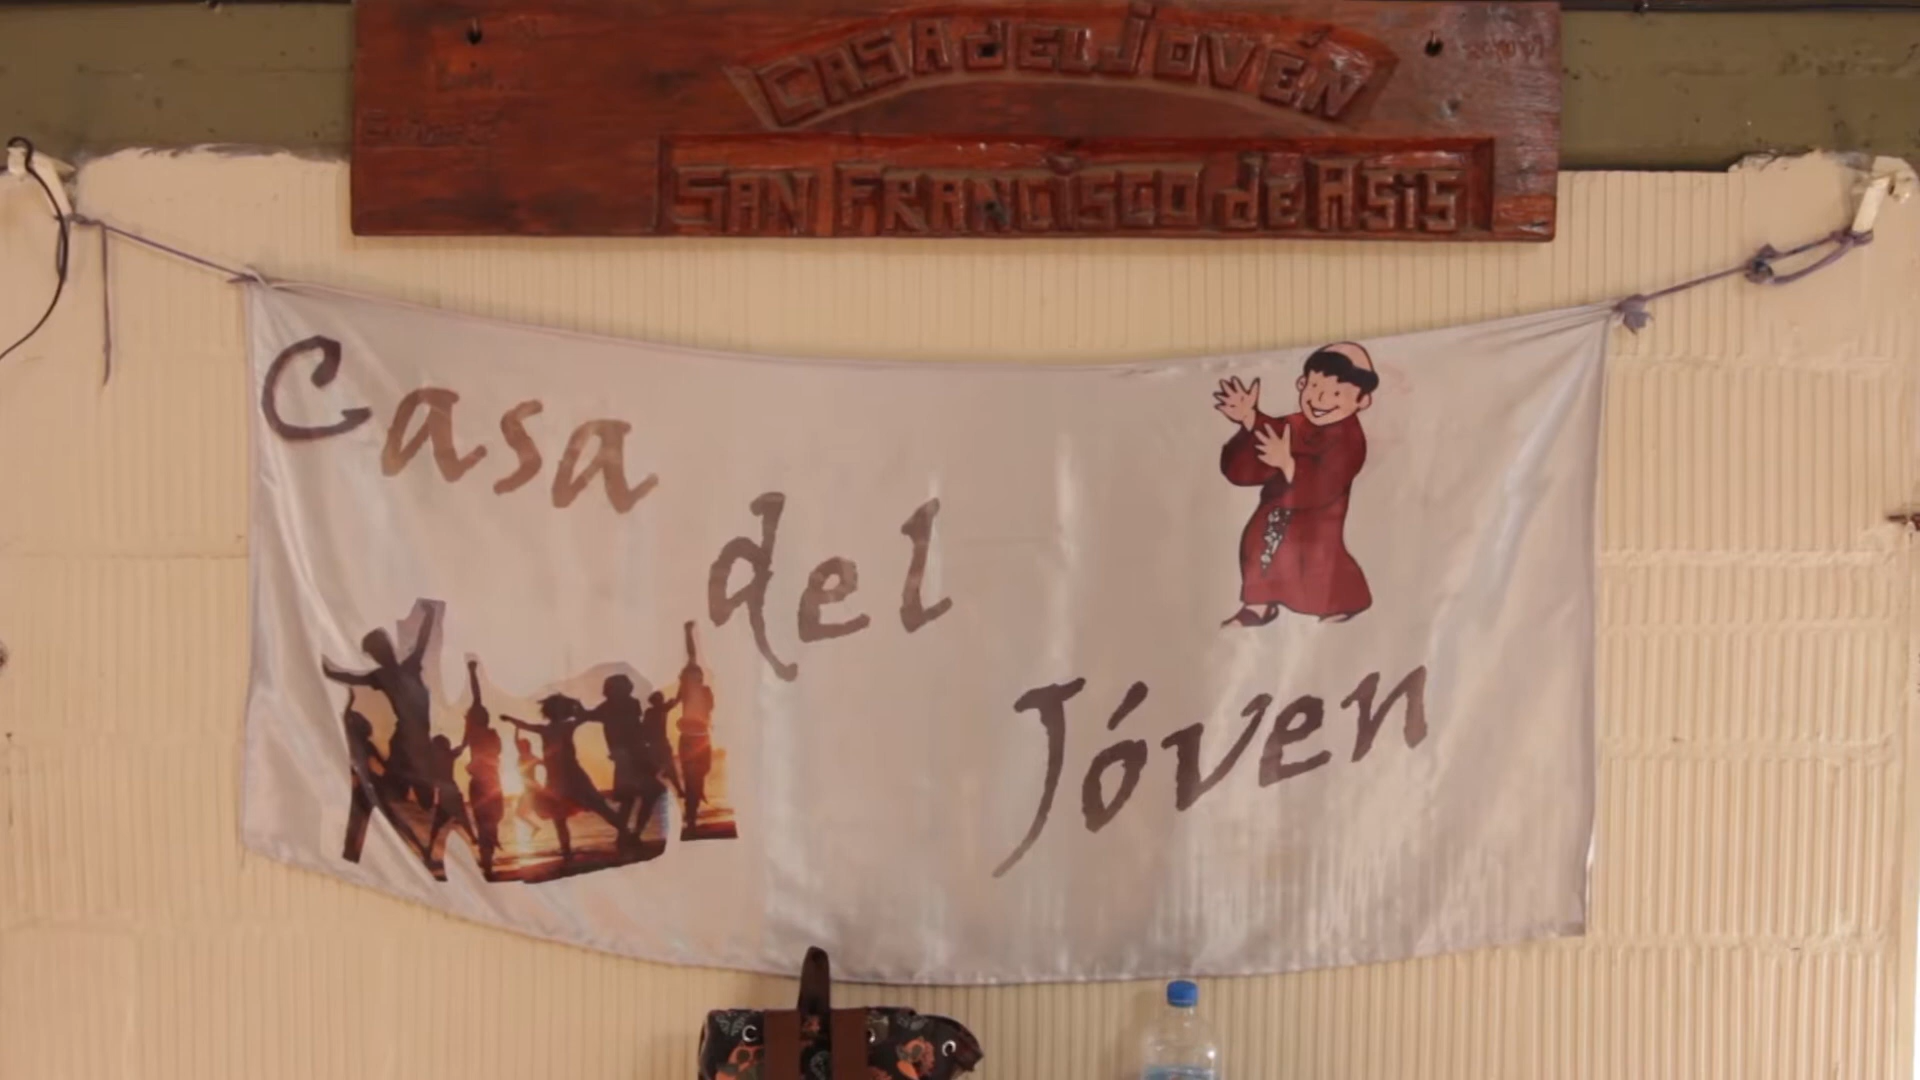 CASA dEL JOVÉN
SAN FRANCISCO dE ASIS
Casa
del
Jóven